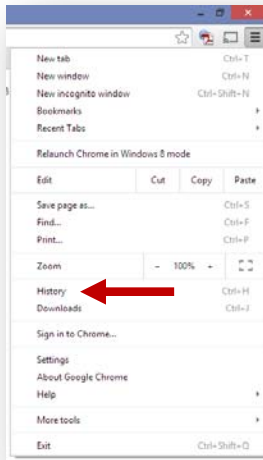 New tab Ctrl+T
New window Ctrl+N
New incognito window Ctrl+Shift+N
Bookmarks
Recent Tabs
Relaunch Chrome in Windows 8 mode
Edit Cut Copy Paste
Save page as... Ctrl+S
Find... Ctrl+F
Print... Ctrl+P
Zoom - 100% +
History Ctrl+H
Downloads Ctrl+J
Sign in to Chrome...
Settings
About Google Chrome
Help
More tools
Exit Ctrl+Shift+Q